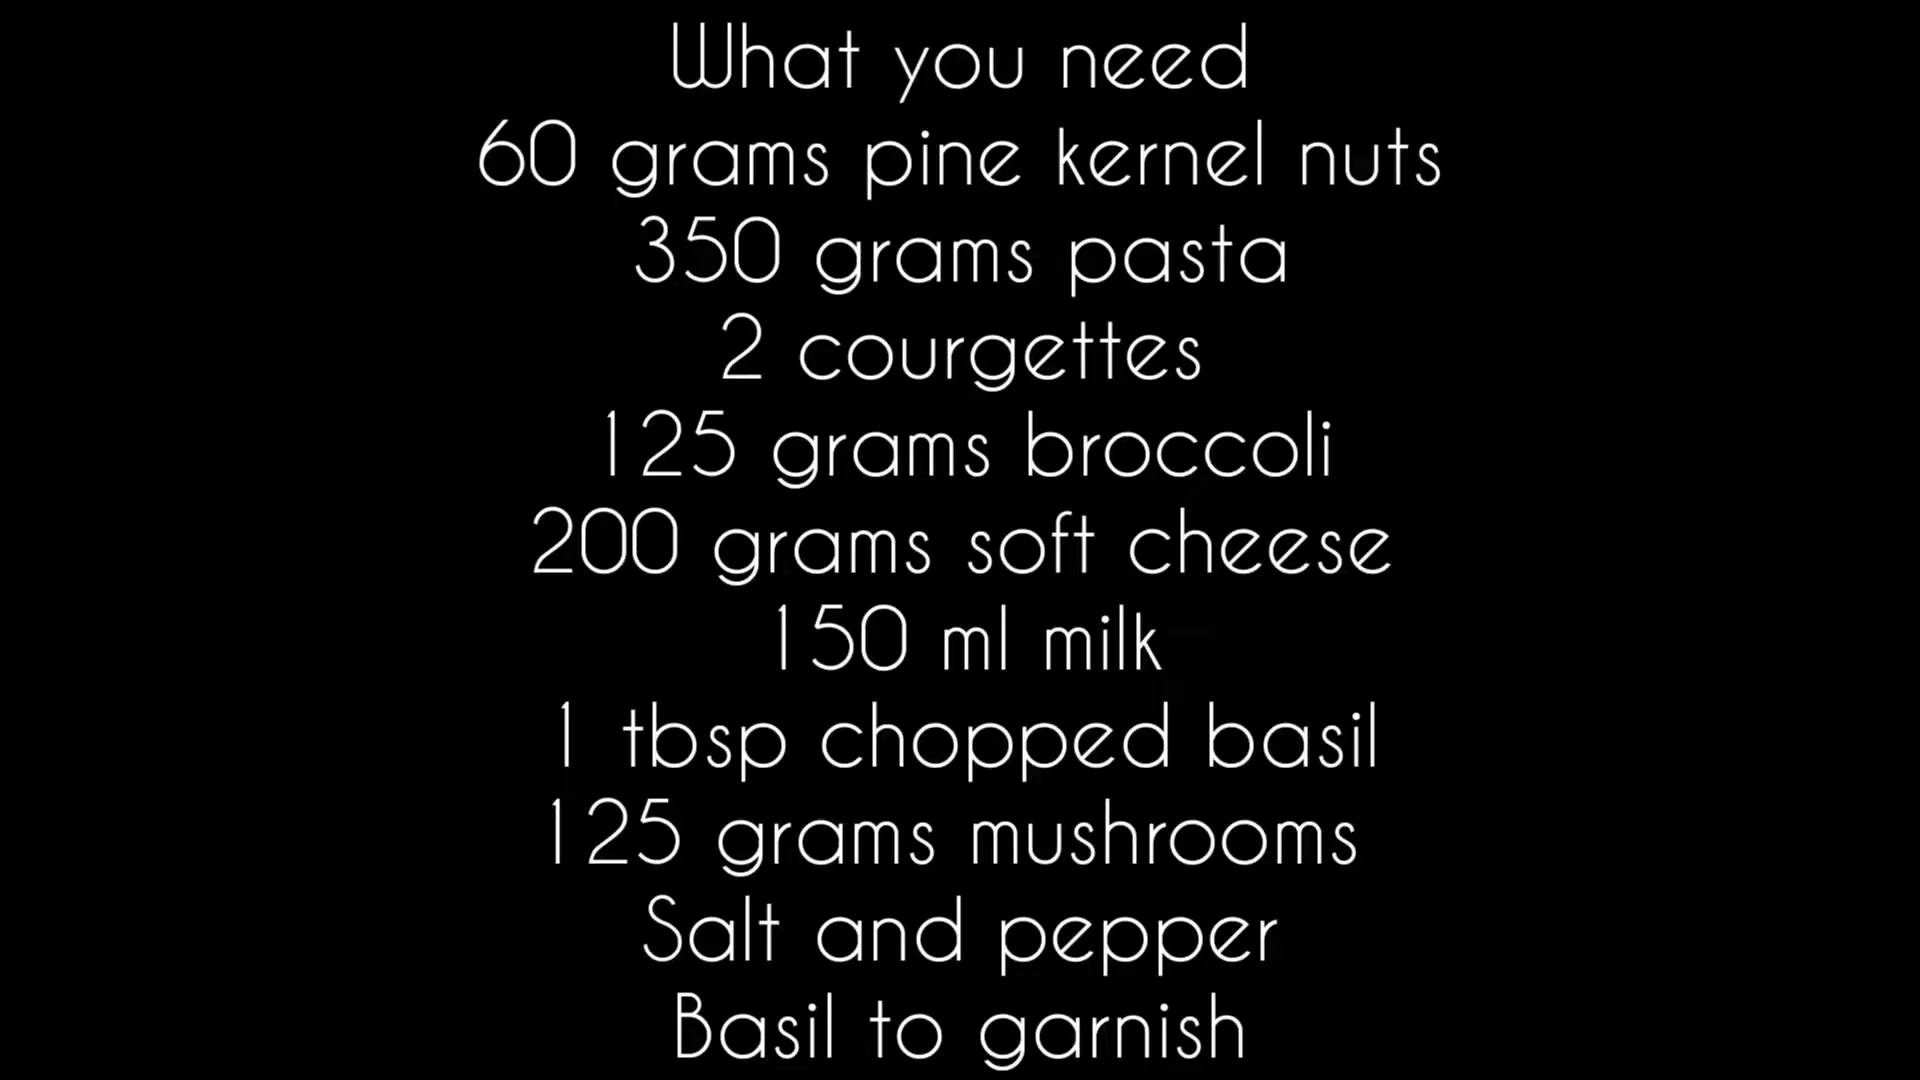 What you need
60 grams pine kernel nuts
350 grams pasta
2 courgettes
125 grams broccoli
200 grams soft cheese
150 ml milk
1 tbsp chopped basil
125 grams mushrooms
Salt and pepper
Basil to garnish